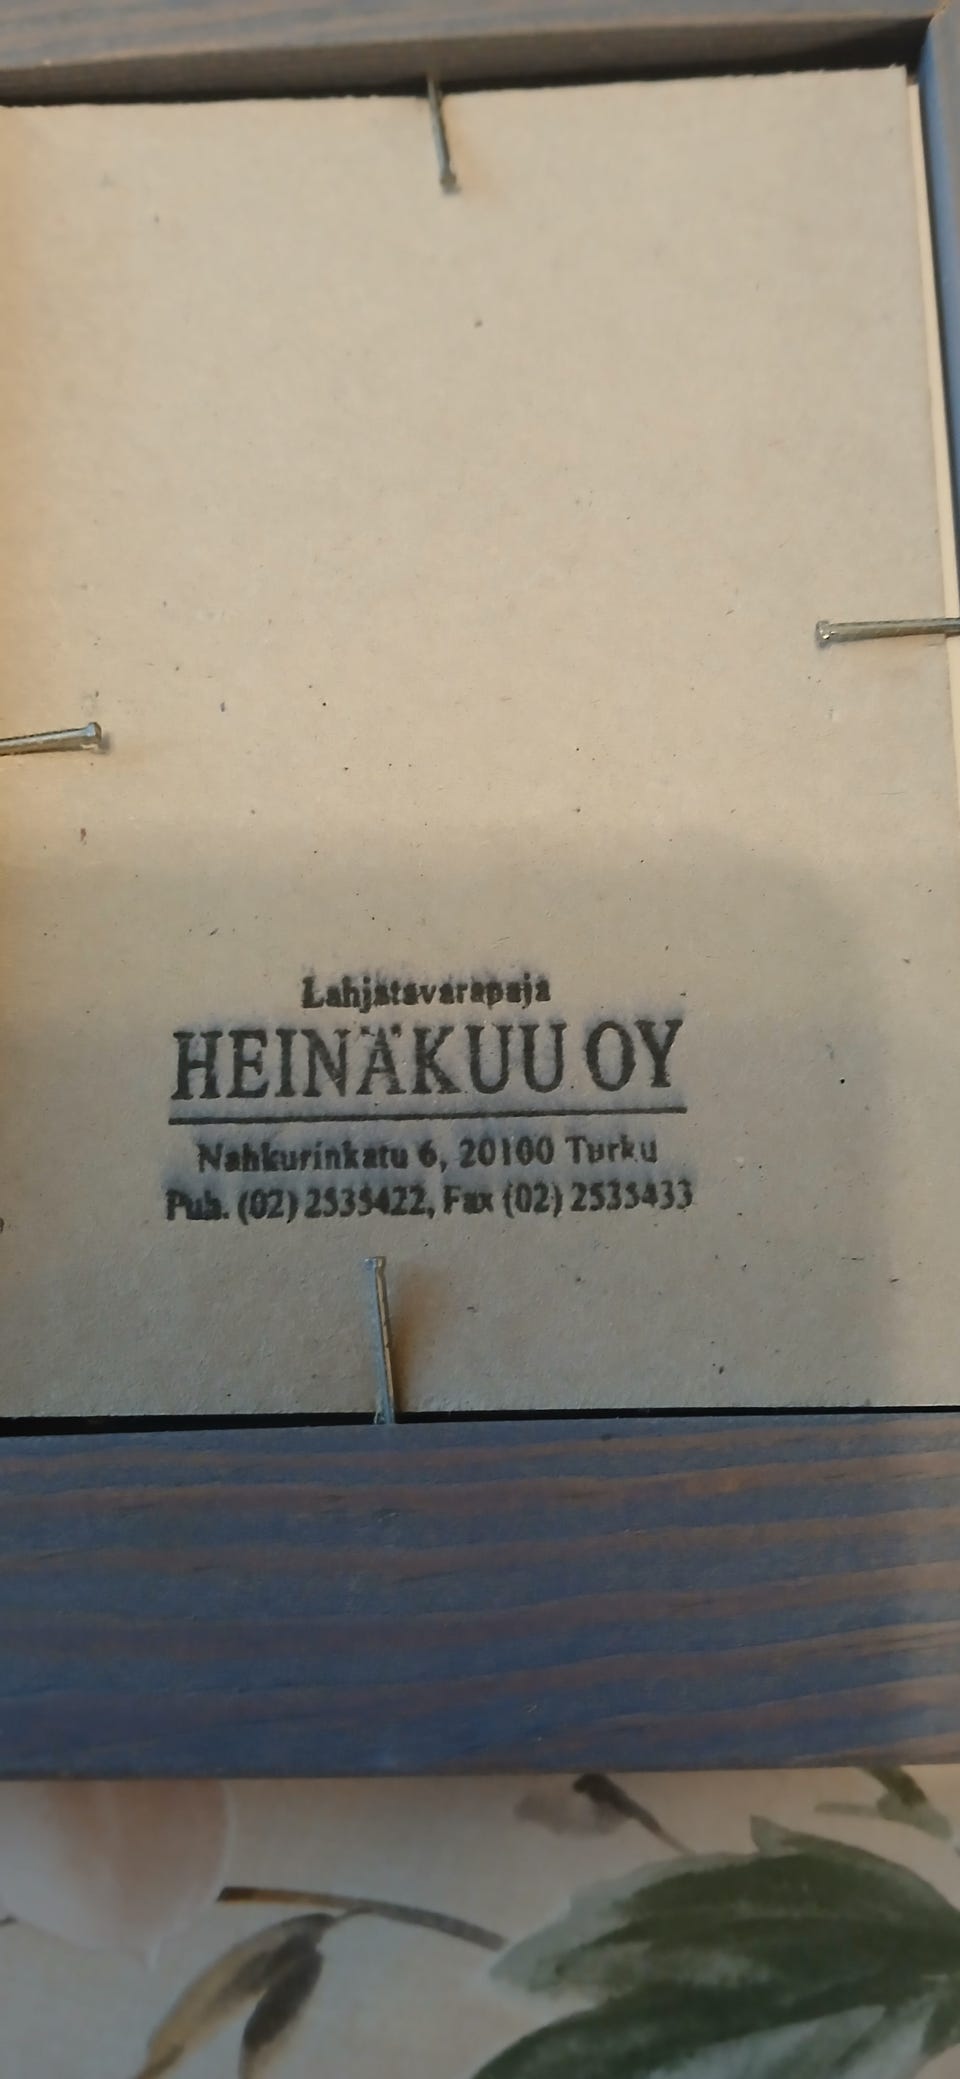 Lahjatavarapaja
HEINÄKUU OY
Nahkurinkatu 6, 20100 Turku
Puh. (02) 2535422, Fax (02) 2535433